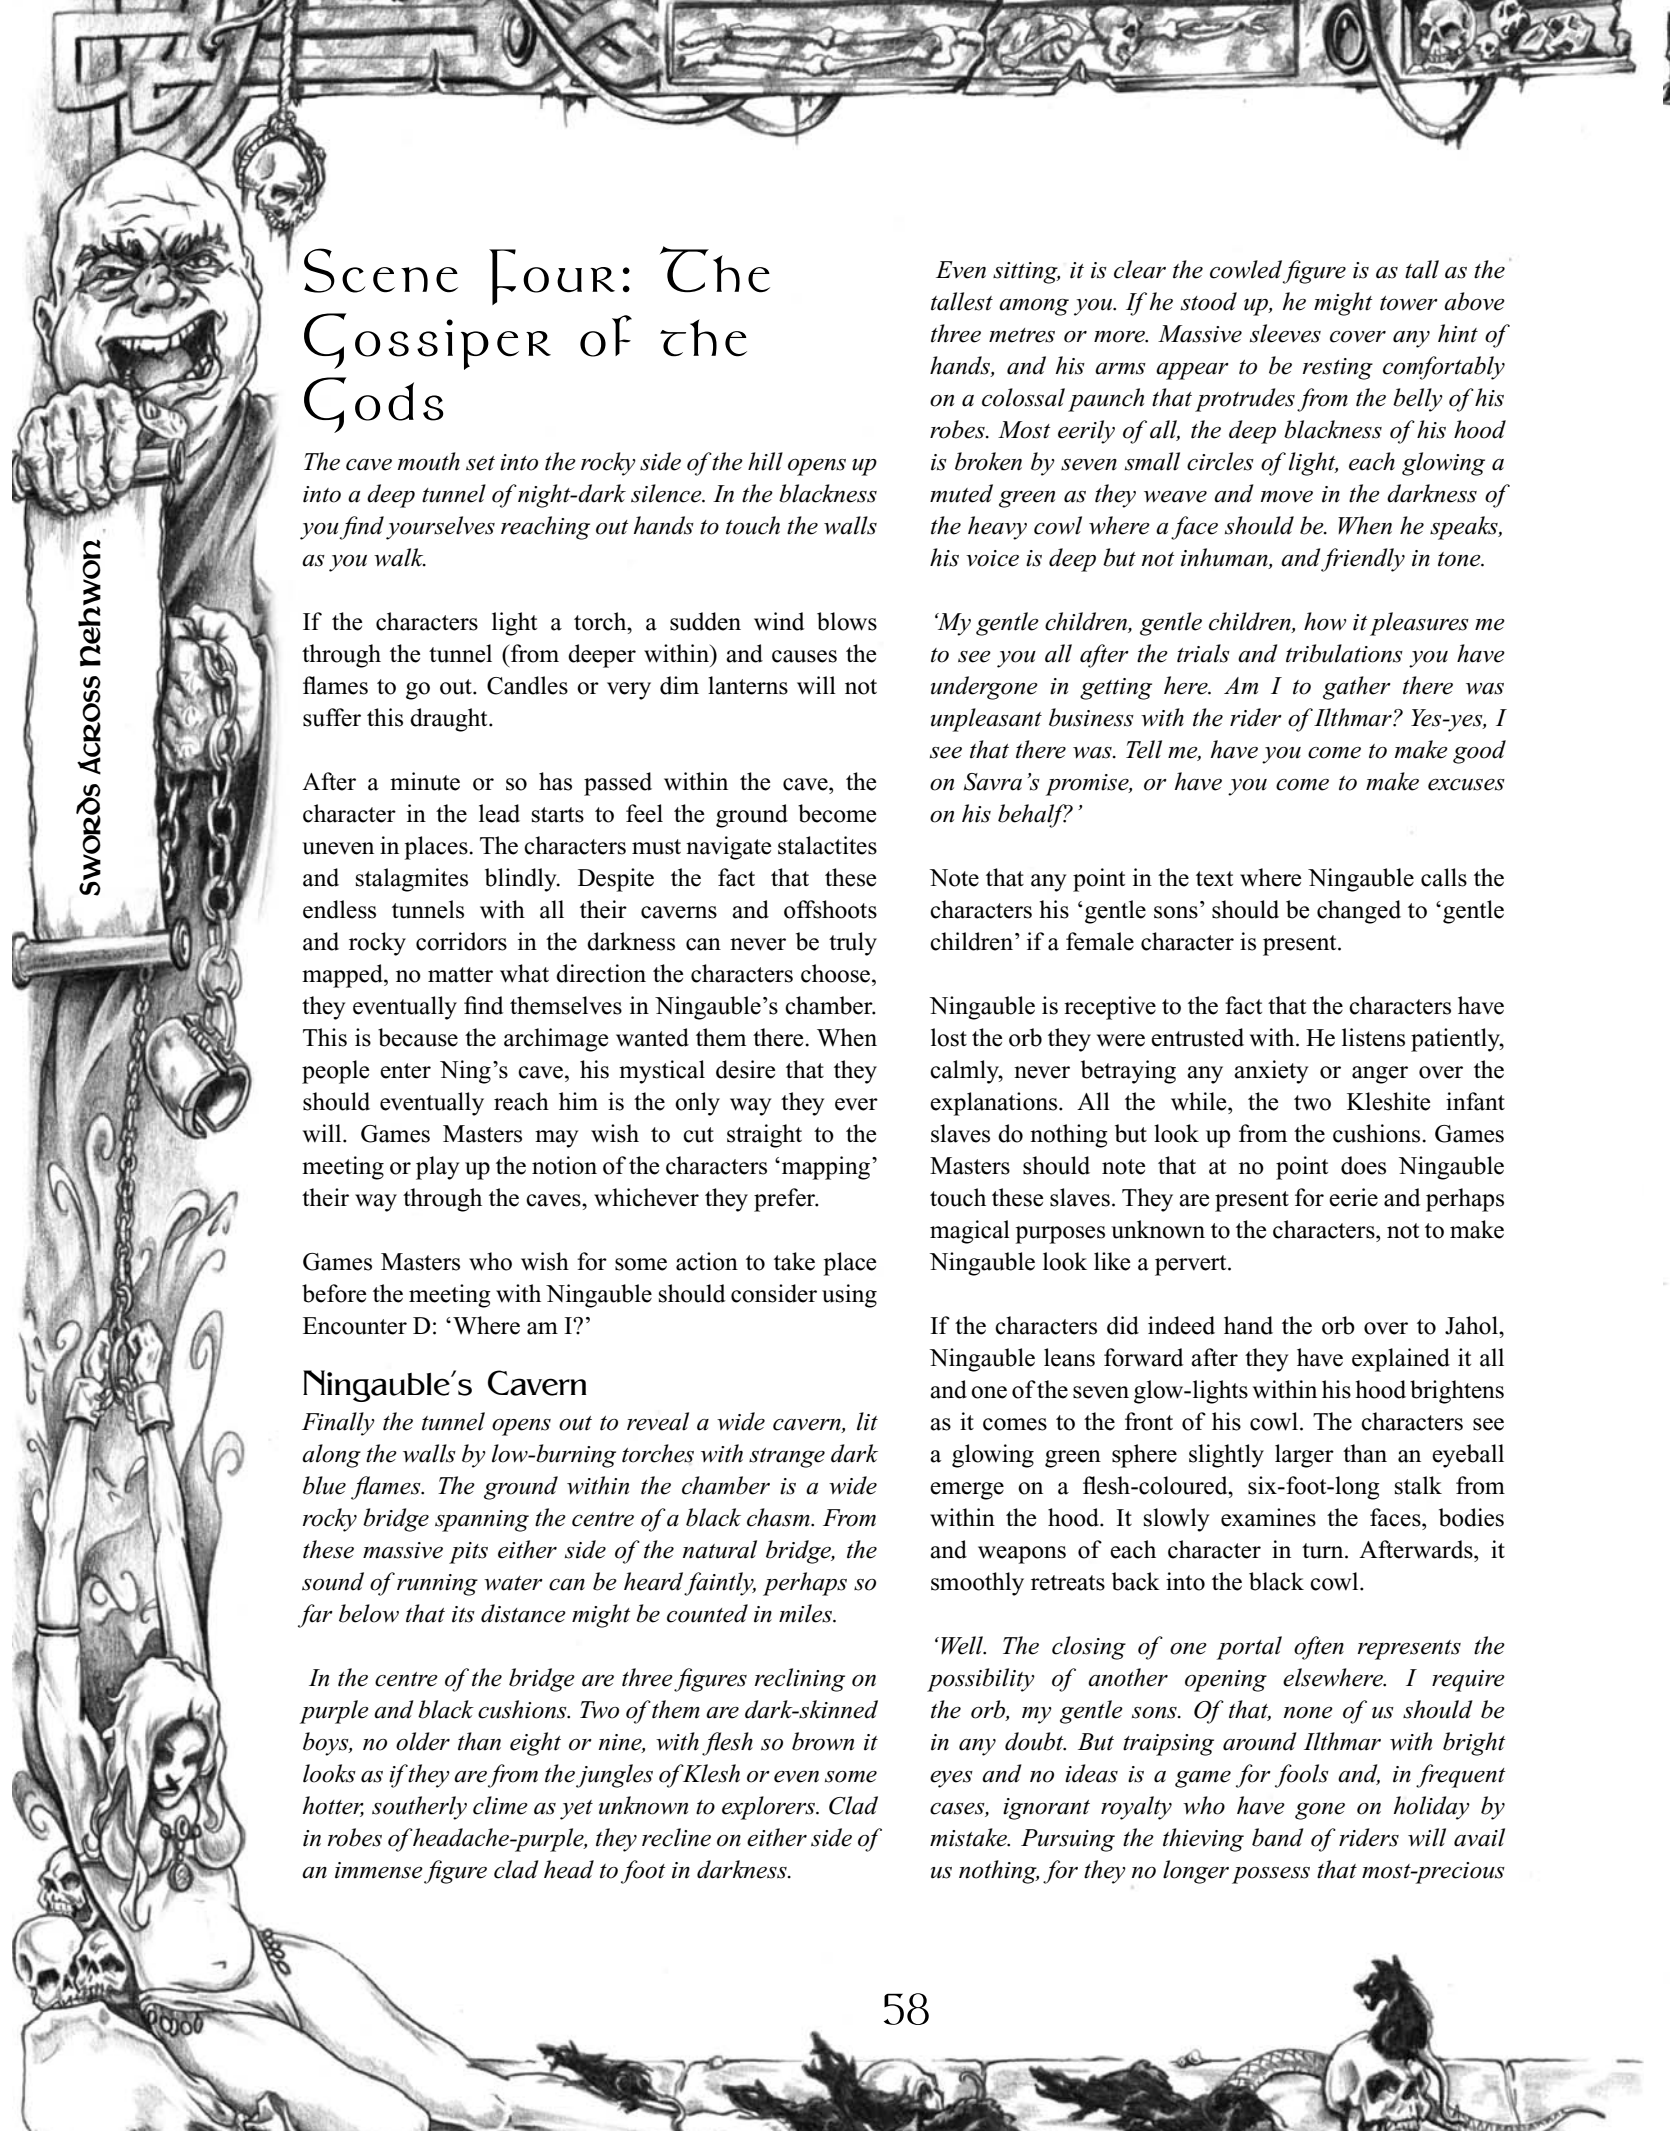 Swords Across Nehwon
Scene Four: The
Gossiper of the
Gods
The cave mouth set into the rocky side of the hill opens up
into a deep tunnel of night-dark silence. In the blackness
you find yourselves reaching out hands to touch the walls
as you walk.
If the characters light a torch, a sudden wind blows
through the tunnel (from deeper within) and causes the
flames to go out. Candles or very dim lanterns will not
suffer this draught.
After a minute or so has passed within the cave, the
character in the lead starts to feel the ground become
uneven in places. The characters must navigate stalactites
and stalagmites blindly. Despite the fact that these
endless tunnels with all their caverns and offshoots
and rocky corridors in the darkness can never be truly
mapped, no matter what direction the characters choose,
they eventually find themselves in Ningauble's chamber.
This is because the archimage wanted them there. When
people enter Ning's cave, his mystical desire that they
should eventually reach him is the only way they ever
will. Games Masters may wish to cut straight to the
meeting or play up the notion of the characters ‘mapping’
their way through the caves, whichever they prefer.
Games Masters who wish for some action to take place
before the meeting with Ningauble should consider using
Encounter D: ‘Where am I?’
Ningauble's Cavern
Finally the tunnel opens out to reveal a wide cavern, lit
along the walls by low-burning torches with strange dark
blue flames. The ground within the chamber is a wide
rocky bridge spanning the centre of a black chasm. From
these massive pits either side of the natural bridge, the
sound of running water can be heard faintly, perhaps so
far below that its distance might be counted in miles.
In the centre of the bridge are three figures reclining on
purple and black cushions. Two of them are dark-skinned
boys, no older than eight or nine, with flesh so brown it
looks as if they are from the jungles of Klesh or even some
hotter, southerly clime as yet unknown to explorers. Clad
in robes of headache-purple, they recline on either side of
an immense figure clad head to foot in darkness.
Even sitting, it is clear the cowled figure is as tall as the
tallest among you. If he stood up, he might tower above
three metres or more. Massive sleeves cover any hint of
hands, and his arms appear to be resting comfortably
on a colossal paunch that protrudes from the belly of his
robes. Most eerily of all, the deep blackness of his hood
is broken by seven small circles of light, each glowing a
muted green as they weave and move in the darkness of
the heavy cowl where a face should be. When he speaks,
his voice is deep but not inhuman, and friendly in tone.
‘My gentle children, gentle children, how it pleasures me
to see you all after the trials and tribulations you have
undergone in getting here. Am I to gather there was
unpleasant business with the rider of Ilthmar? Yes-yes, I
see that there was. Tell me, have you come to make good
on Savra's promise, or have you come to make excuses
on his behalf?’
Note that any point in the text where Ningauble calls the
characters his ‘gentle sons’ should be changed to ‘gentle
children’ if a female character is present.
Ningauble is receptive to the fact that the characters have
lost the orb they were entrusted with. He listens patiently,
calmly, never betraying any anxiety or anger over the
explanations. All the while, the two Kleshite infant
slaves do nothing but look up from the cushions. Games
Masters should note that at no point does Ningauble
touch these slaves. They are present for eerie and perhaps
magical purposes unknown to the characters, not to make
Ningauble look like a pervert.
If the characters did indeed hand the orb over to Jahol,
Ningauble leans forward after they have explained it all
and one of the seven glow-lights within his hood brightens
as it comes to the front of his cowl. The characters see
a glowing green sphere slightly larger than an eyeball
emerge on a flesh-coloured, six-foot-long stalk from
within the hood. It slowly examines the faces, bodies
and weapons of each character in turn. Afterwards, it
smoothly retreats back into the black cowl.
‘Well. The closing of one portal often represents the
possibility of another opening elsewhere. I require
the orb, my gentle sons. Of that, none of us should be
in any doubt. But traipsing around Ilthmar with bright
eyes and no ideas is a game for fools and, in frequent
cases, ignorant royalty who have gone on holiday by
mistake. Pursuing the thieving band of riders will avail
us nothing, for they no longer possess that most-precious
58